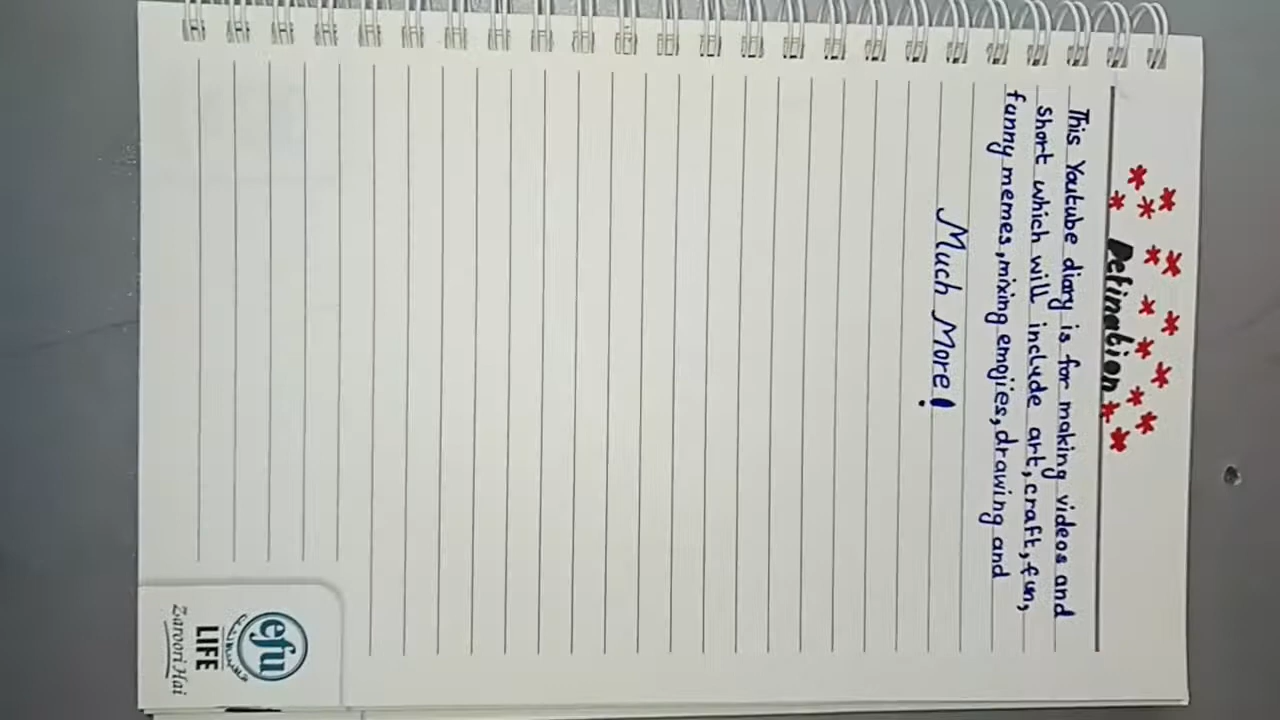 Defination
This Youtube diary is for making videos and
short which will include art, craft, fun,
funny memes, mixing emojies, drawing and
Much More!
efu
LIFE
Zaroori Hai